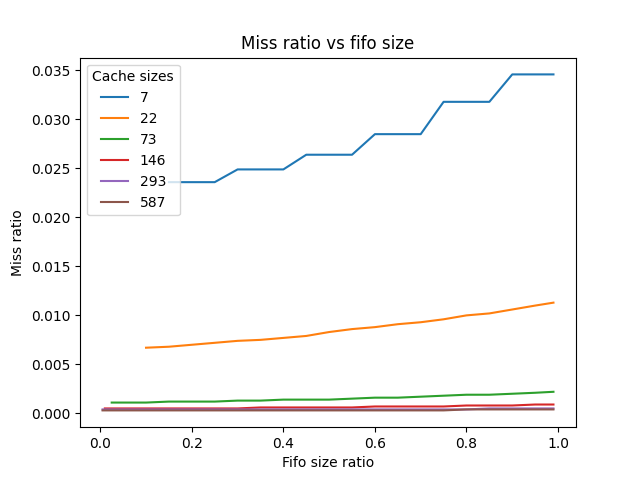 Miss ratio vs fifo size
Cache sizes
7
22
73
146
293
587
Miss ratio
0.035
0.030
0.025
0.020
0.015
0.010
0.005
0.000
0.0 0.2 0.4 0.6 0.8 1.0
Fifo size ratio